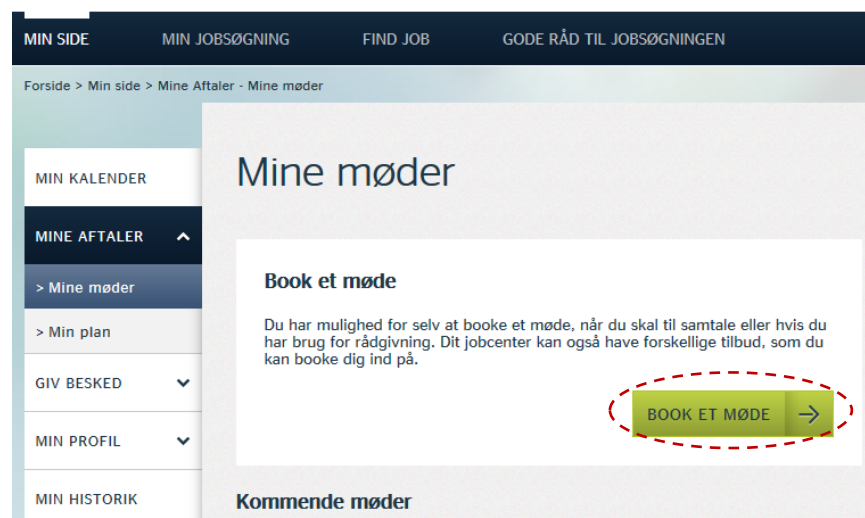 MIN SIDE MIN JOBSØGNING FIND JOB GODE RÅD TIL JOBSØGNINGEN
Forside > Min side > Mine Aftaler - Mine møder
MIN KALENDER
MINE AFTALER
> Mine møder
> Min plan
GIV BESKED
MIN PROFIL
MIN HISTORIK
Mine møder
Book et møde
Du har mulighed for selv at booke et møde, når du skal til samtale eller hvis du
har brug for rådgivning. Dit jobcenter kan også have forskellige tilbud, som du
kan booke dig ind på.
BOOK ET MØDE
Kommende møder